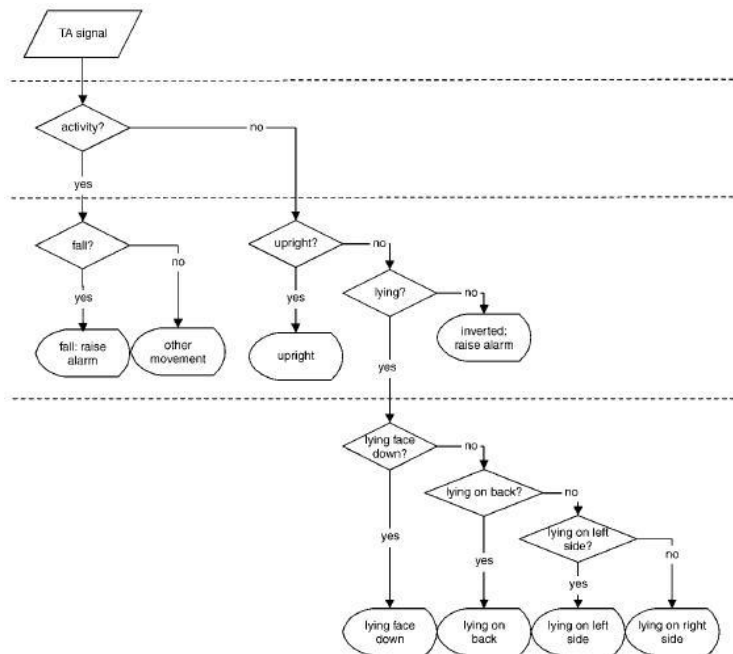 TA signal
activity?
no
yes
fall?
no
yes
upright?
no
yes
lying?
no
fall: raise
alarm
other
movement
upright
inverted;
raise alarm
yes
lying face
down?
no
lying on back?
no
lying on left
side?
no
yes
yes
yes
lying face
down
lying on
back
lying on left
side
lying on right
side